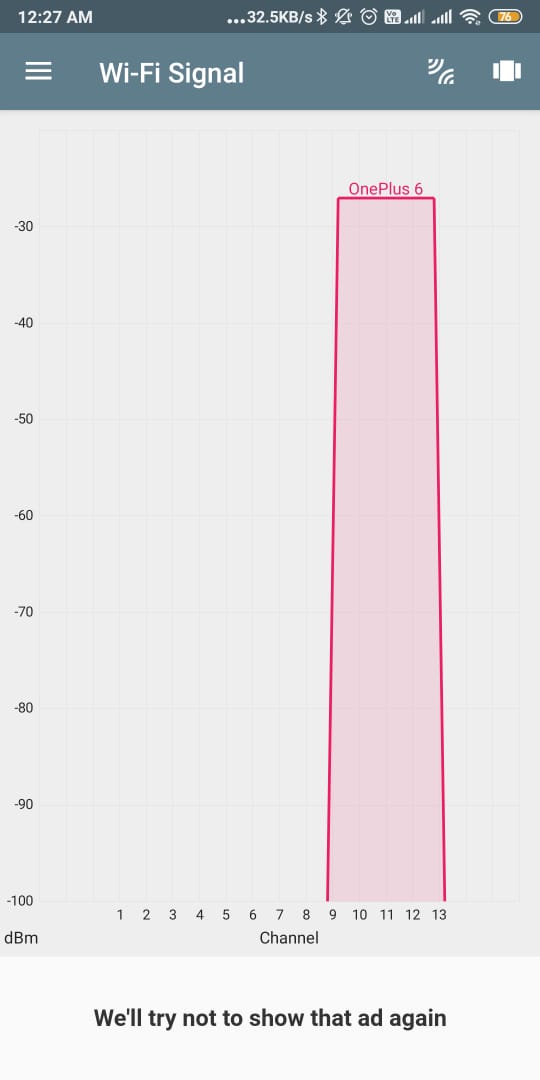 12:27 AM ...32.5KB/s Vo LTE 76
Wi-Fi Signal
OnePlus 6
-30
-40
-50
-60
-70
-80
-90
-100
1 2 3 4 5 6 7 8 9 10 11 12 13
dBm Channel
We'll try not to show that ad again